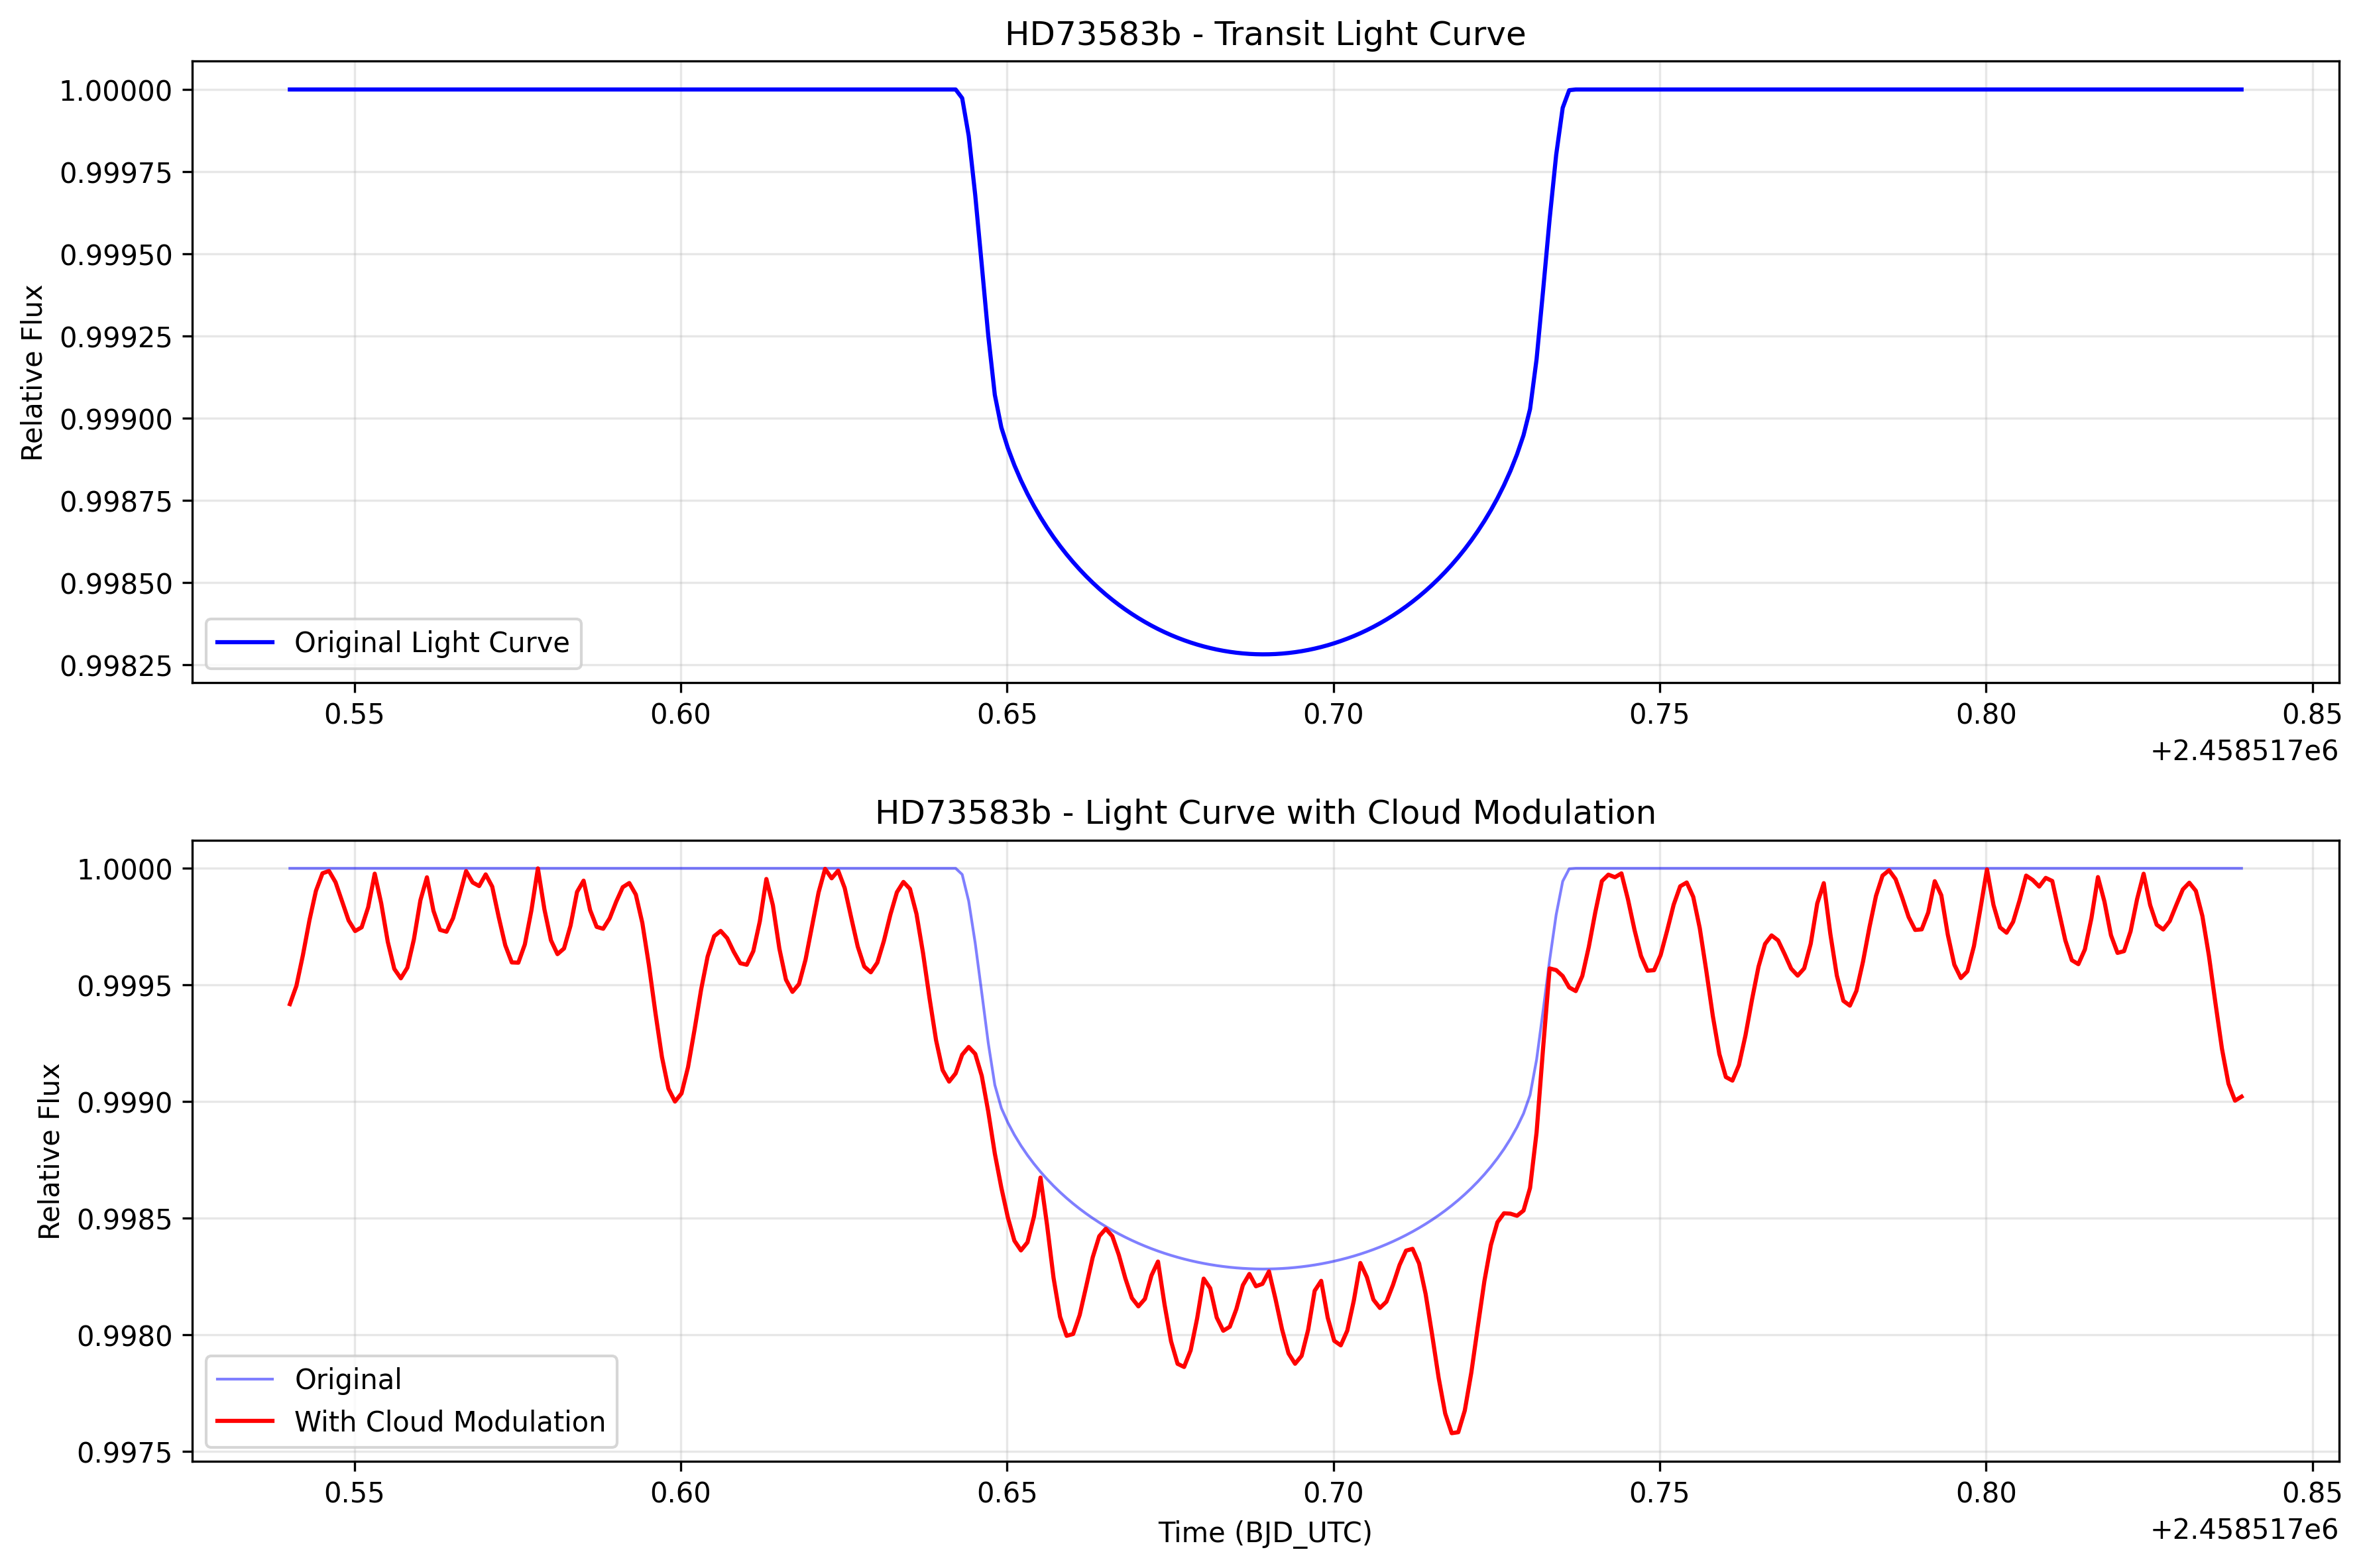 HD73583b - Transit Light Curve
Relative Flux
1.00000
0.99975
0.99950
0.99925
0.99900
0.99875
0.99850
0.99825
Original Light Curve
0.55 0.60 0.65 0.70 0.75 0.80 0.85
+2.458517e6
HD73583b - Light Curve with Cloud Modulation
Relative Flux
1.0000
0.9995
0.9990
0.9985
0.9980
0.9975
Original
With Cloud Modulation
0.55 0.60 0.65 0.70 0.75 0.80 0.85
+2.458517e6
Time (BJD_UTC)